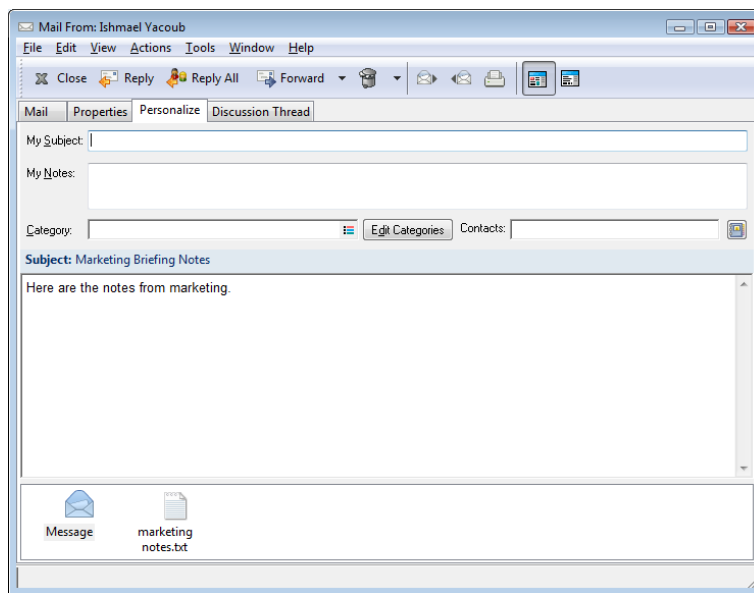 Mail From: Ishmael Yacoub
File Edit View Actions Tools Window Help
Close Reply Reply All Forward
Mail Properties Personalize Discussion Thread
My Subject:
My Notes:
Category: Edit Categories Contacts:
Subject: Marketing Briefing Notes
Here are the notes from marketing.
Message marketing
notes.txt